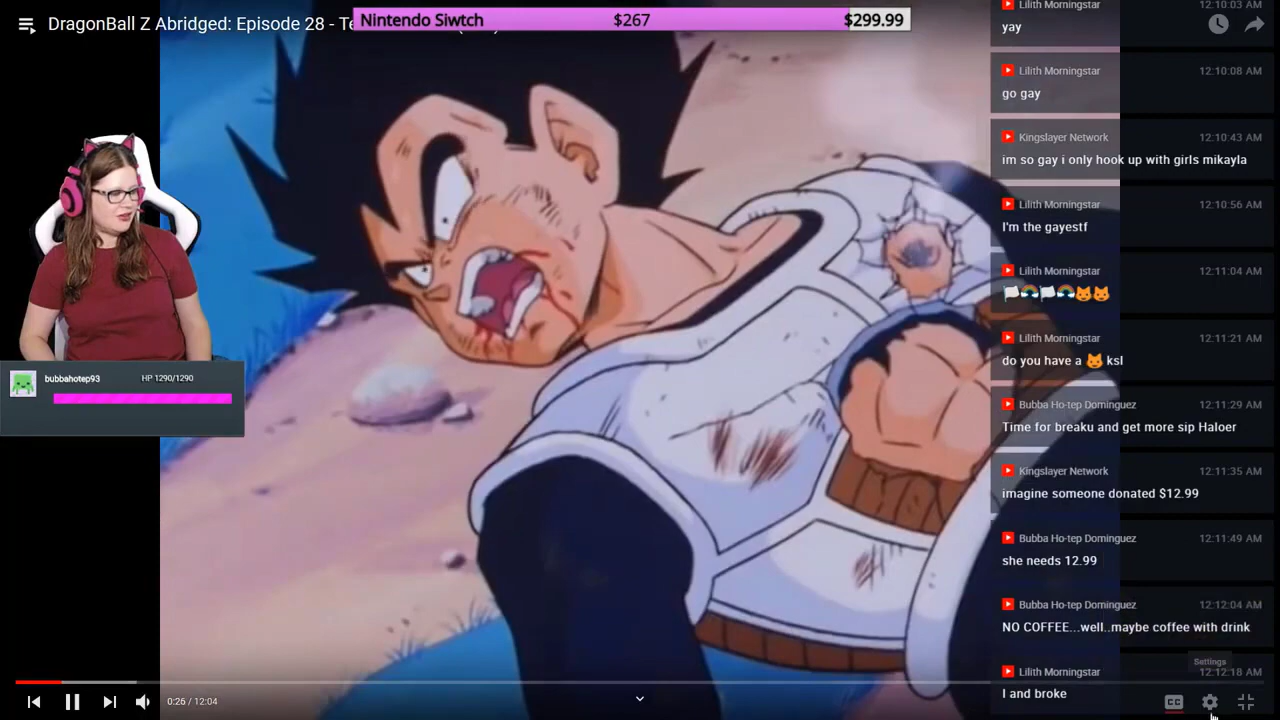 DragonBall Z Abridged: Episode 28 - Te
Nintendo Siwtch $267 $299.99
Lilith Morningstar 12:10:03 AM
yay
Lilith Morningstar 12:10:08 AM
go gay
Kingslayer Network 12:10:43 AM
im so gay i only hook up with girls mikayla
Lilith Morningstar 12:10:56 AM
I'm the gayestf
Lilith Morningstar 12:11:04 AM
🏳🌈🏳🌈🐱🐱
Lilith Morningstar 12:11:21 AM
do you have a 🐱 ksl
Bubba Ho-tep Dominguez 12:11:29 AM
Time for breaku and get more sip Haloer
Kingslayer Network 12:11:35 AM
imagine someone donated $12.99
Bubba Ho-tep Dominguez 12:11:49 AM
she needs 12.99
Bubba Ho-tep Dominguez 12:12:04 AM
NO COFFEE...well..maybe coffee with drink
Settings
Lilith Morningstar 12:12:18 AM
I and broke
bubbahotep93 HP 1290/1290
0:26 / 12:04
CC